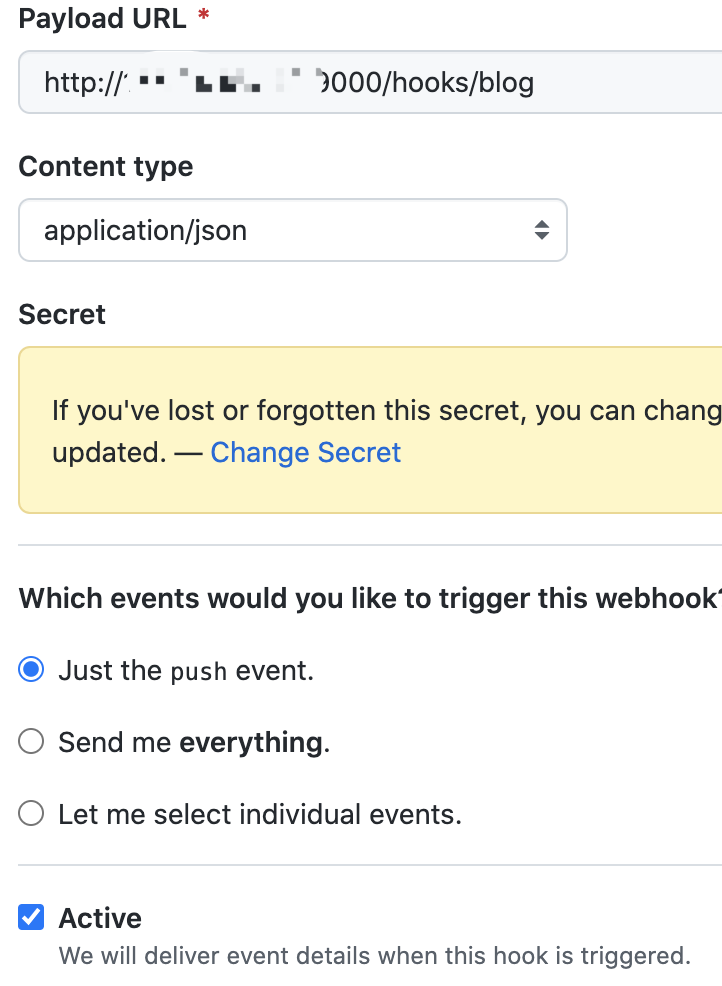 Payload URL *
http:// 9000/hooks/blog
Content type
application/json
Secret
If you've lost or forgotten this secret, you can chang
updated. — Change Secret
Which events would you like to trigger this webhook?
Just the push event.
Send me everything.
Let me select individual events.
Active
We will deliver event details when this hook is triggered.